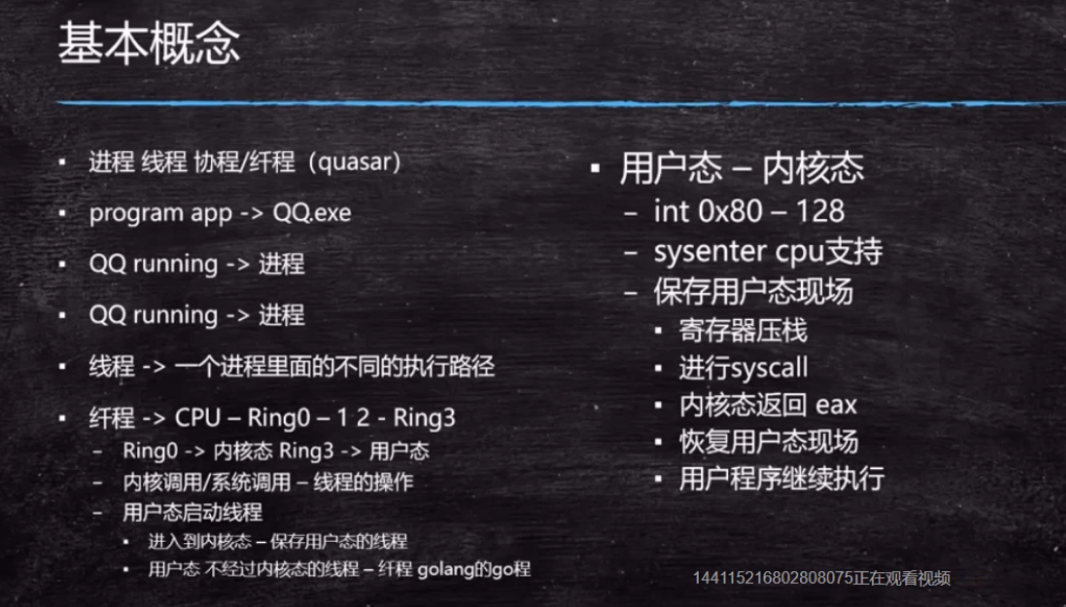 基本概念
▪ 进程 线程 协程/纤程（quasar）
▪ program app -> QQ.exe
▪ QQ running -> 进程
▪ QQ running -> 进程
▪ 线程 -> 一个进程里面的不同的执行路径
▪ 纤程 -> CPU – Ring0 – 1 2 - Ring3
– Ring0 -> 内核态 Ring3 -> 用户态
– 内核调用/系统调用 – 线程的操作
– 用户态启动线程
▪ 进入到内核态 – 保存用户态的线程
▪ 用户态 不经过内核态的线程 – 纤程 golang的go程
▪ 用户态 – 内核态
– int 0x80 – 128
– sysenter cpu支持
– 保存用户态现场
▪ 寄存器压栈
▪ 进行syscall
▪ 内核态返回 eax
▪ 恢复用户态现场
▪ 用户程序继续执行
144115216802808075正在观看视频